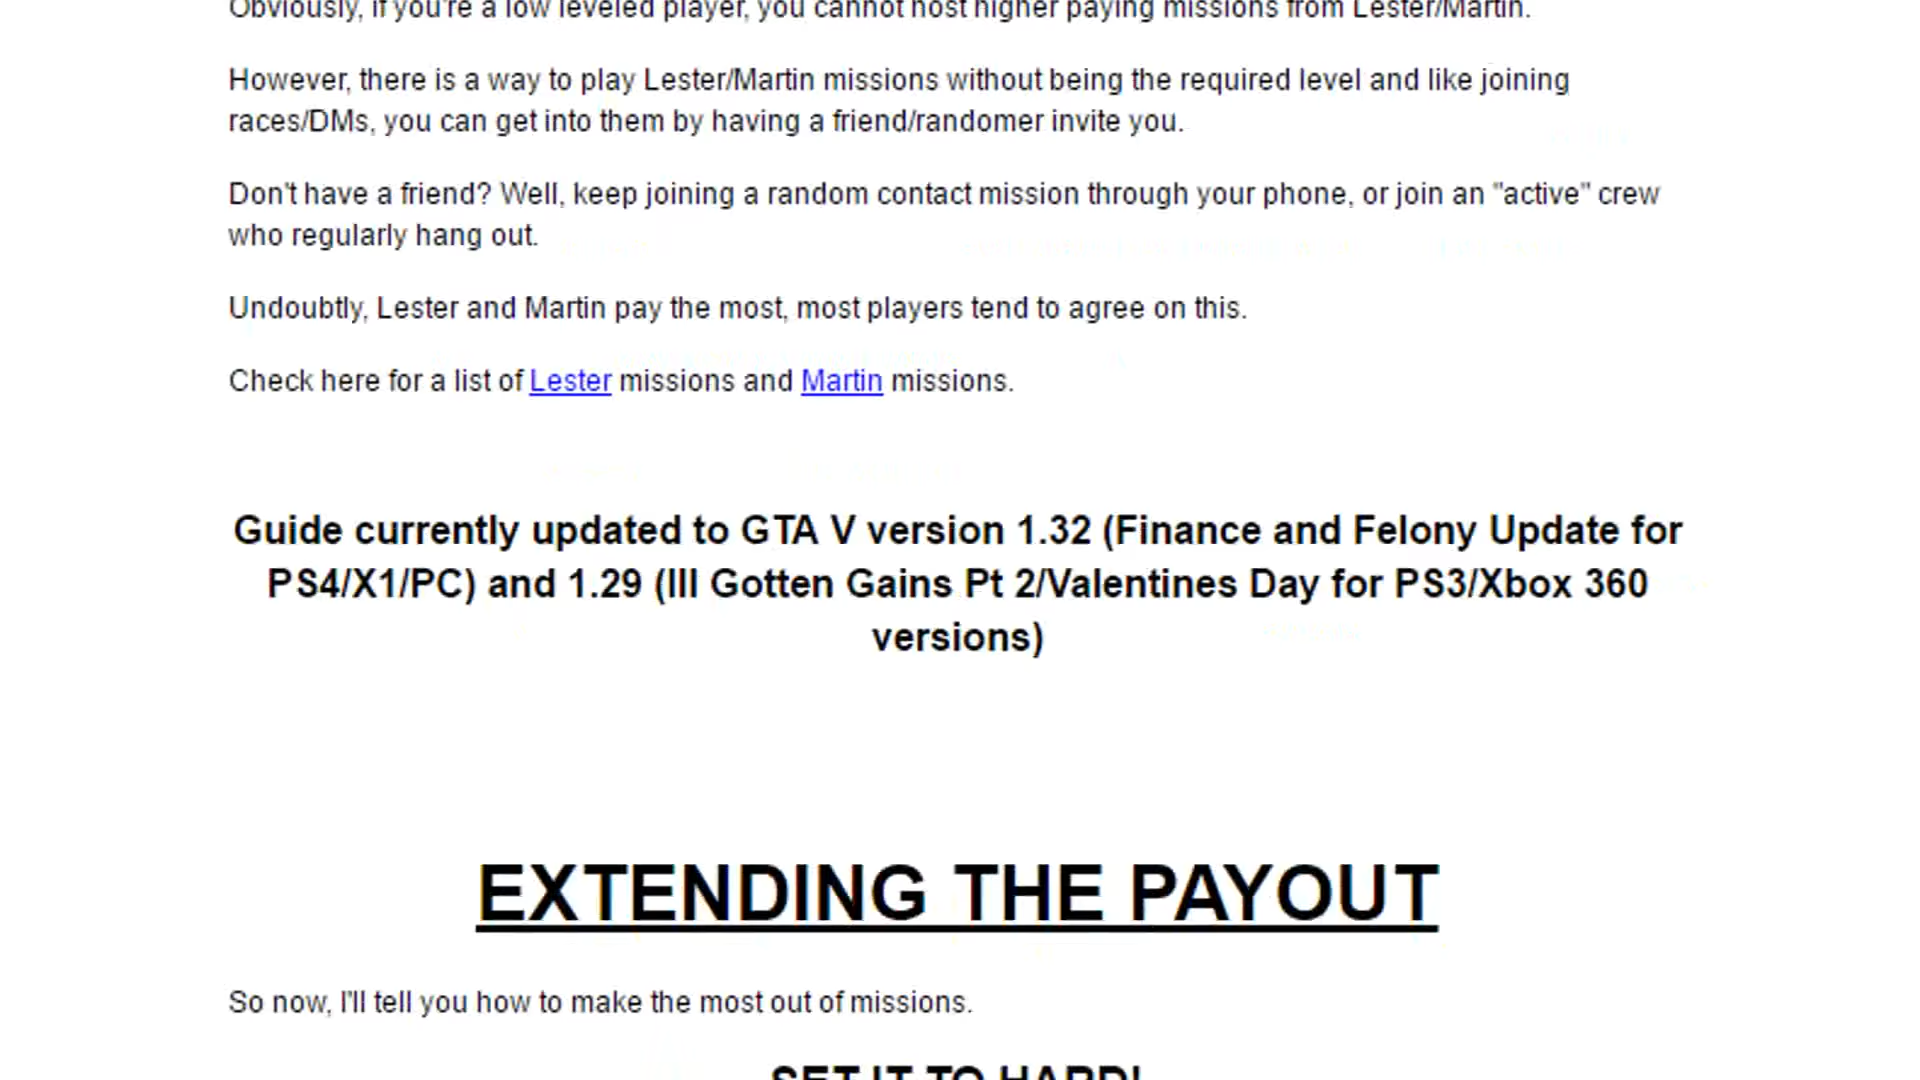 Obviously, if you're a low leveled player, you cannot host higher paying missions from Lester/Martin.
However, there is a way to play Lester/Martin missions without being the required level and like joining
races/DMs, you can get into them by having a friend/randomer invite you.
Don't have a friend? Well, keep joining a random contact mission through your phone, or join an "active" crew
who regularly hang out.
Undoubtly, Lester and Martin pay the most, most players tend to agree on this.
Check here for a list of Lester missions and Martin missions.
Guide currently updated to GTA V version 1.32 (Finance and Felony Update for
PS4/X1/PC) and 1.29 (Ill Gotten Gains Pt 2/Valentines Day for PS3/Xbox 360
versions)
EXTENDING THE PAYOUT
So now, I'll tell you how to make the most out of missions.
SET IT TO HARD!